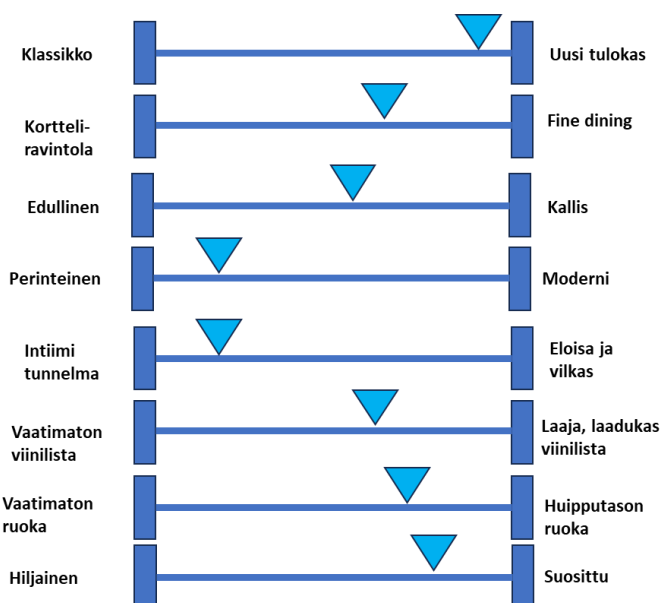 Klassikko
Uusi tulokas
Kortteli-
ravintola
Fine dining
Edullinen
Kallis
Perinteinen
Moderni
Intiimi
tunnelma
Eloisa ja
vilkas
Vaatimaton
viinilista
Laaja, laadukas
viinilista
Vaatimaton
ruoka
Huipputason
ruoka
Hiljainen
Suosittu